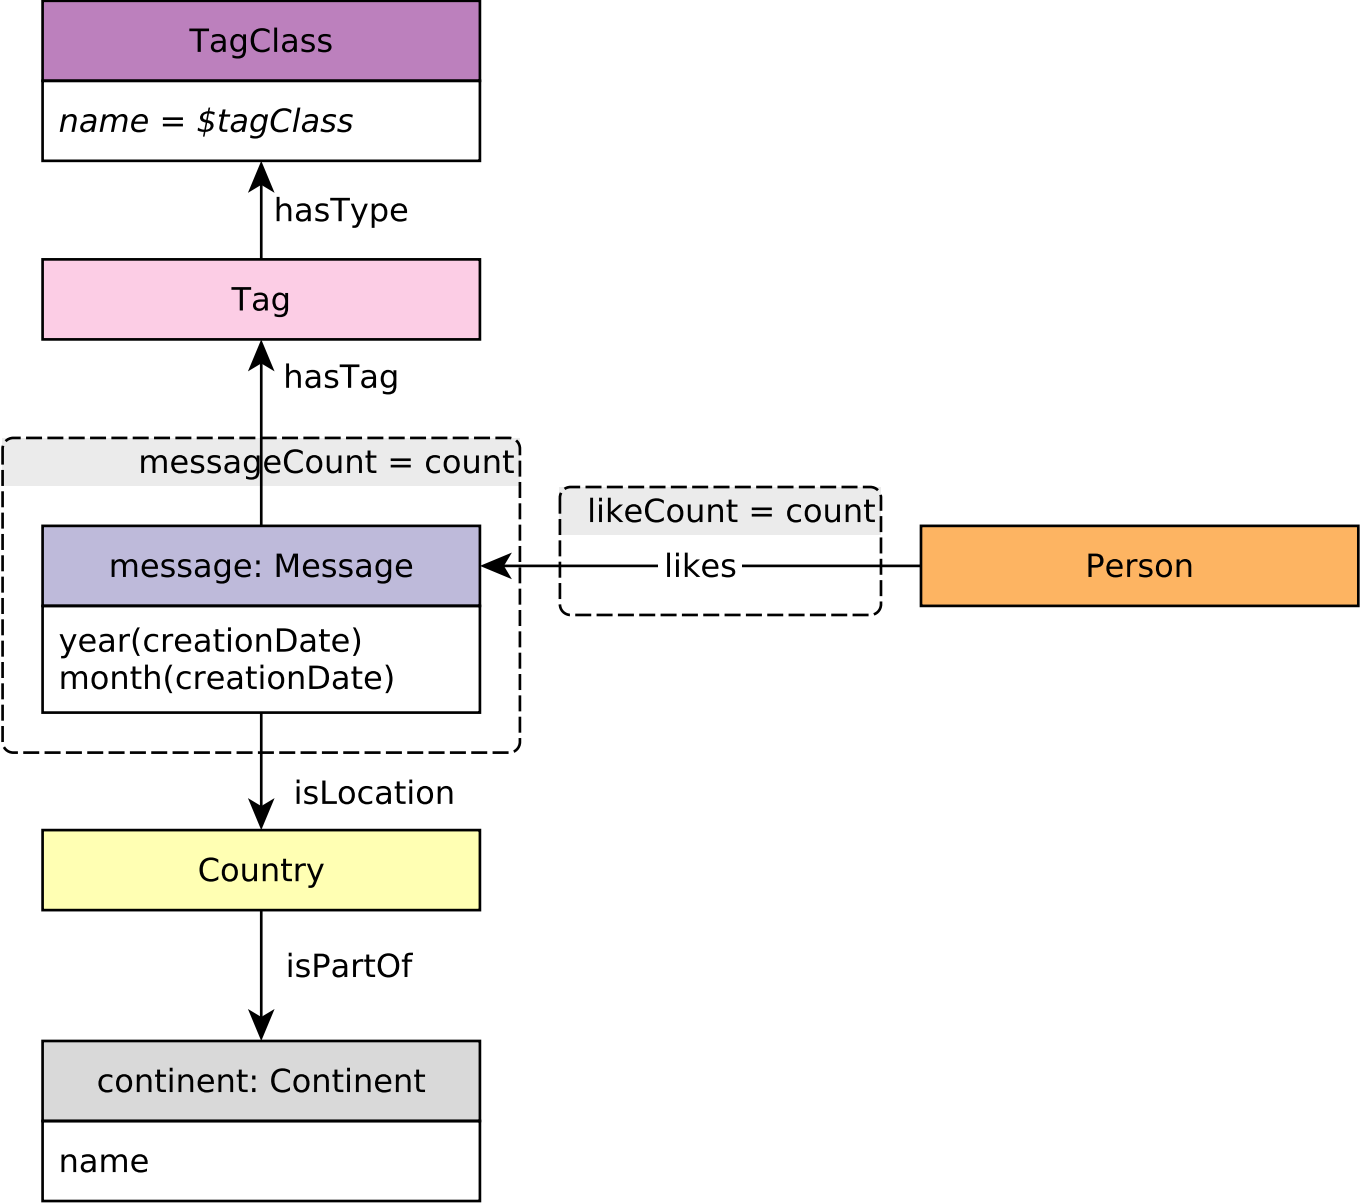 TagClass
name = $tagClass
hasType
Tag
hasTag
messageCount = count
likeCount = count
message: Message
likes
Person
year(creationDate)
month(creationDate)
isLocation
Country
isPartOf
continent: Continent
name